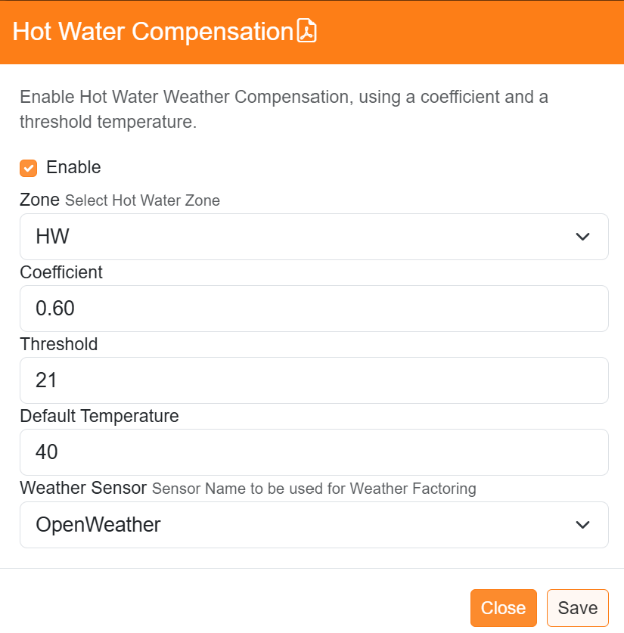 Hot Water Compensation
Enable Hot Water Weather Compensation, using a coefficient and a
threshold temperature.
Enable
Zone Select Hot Water Zone
HW
Coefficient
0.60
Threshold
21
Default Temperature
40
Weather Sensor Sensor Name to be used for Weather Factoring
OpenWeather
Close Save